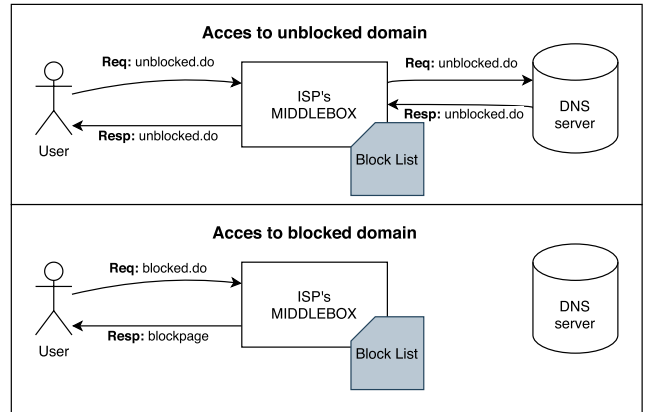 Acces to unblocked domain
Req: unblocked.do
Req: unblocked.do
ISP's
MIDDLEBOX
Resp: unblocked.do
DNS
server
Resp: unblocked.do
User
Block List
Acces to blocked domain
Req: blocked.do
ISP's
MIDDLEBOX
DNS
server
Resp: blockpage
User
Block List